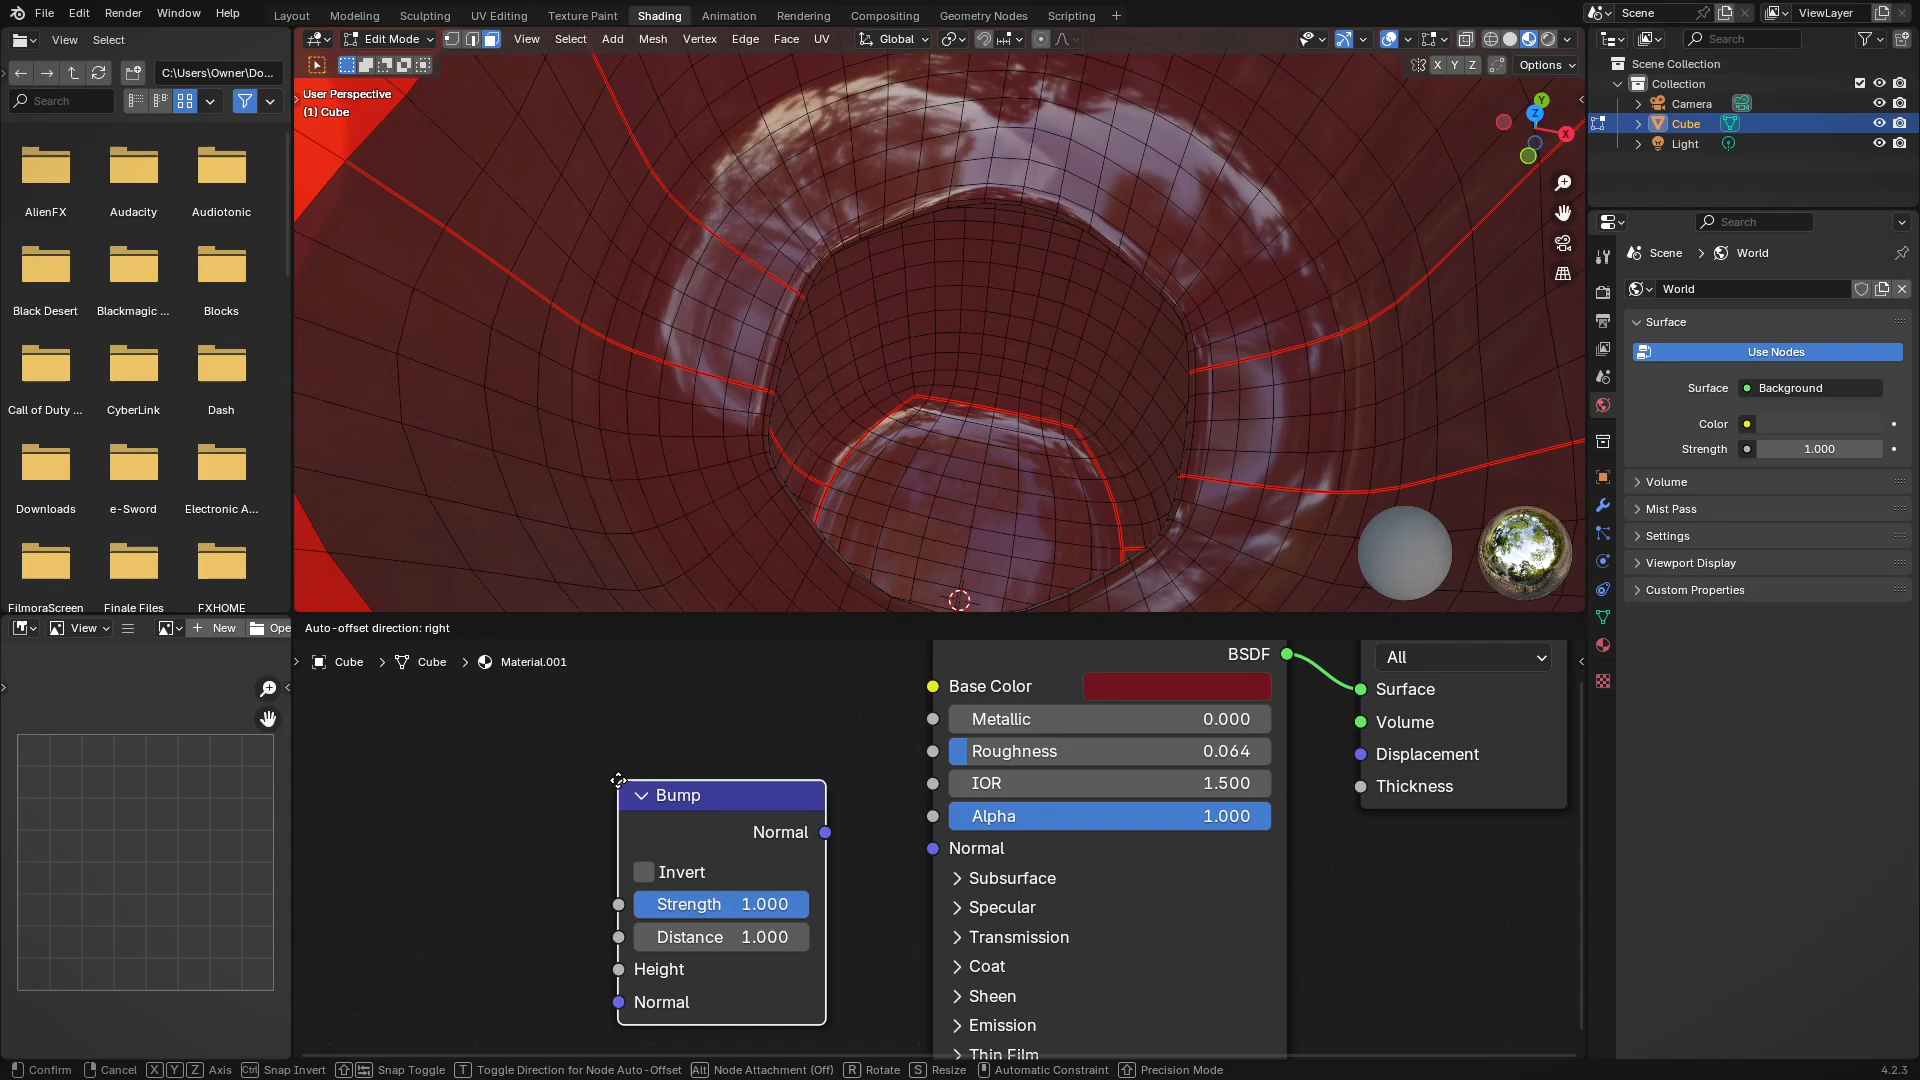 File Edit Render Window Help
Layout Modeling Sculpting UV Editing Texture Paint Shading Animation Rendering Compositing Geometry Nodes Scripting +
Scene ViewLayer
View Select
Edit Mode View Select Add Mesh Vertex Edge Face UV Global
Search
C:\Users\Owner\Do...
X Y Z Options
Search
User Perspective
(1) Cube
Y
Z
X
Scene Collection
Collection
Camera
Cube
Light
AlienFX Audacity Audiotonic
Black Desert Blackmagic ... Blocks
Call of Duty ... CyberLink Dash
Downloads e-Sword Electronic A...
FilmoraScreen Finale Files FXHOME
Search
Scene World
World
Surface
Use Nodes
Surface Background
Color
Strength 1.000
Volume
Mist Pass
Settings
Viewport Display
Custom Properties
View New Ope
Auto-offset direction: right
Cube Cube Material.001
BSDF
Base Color
Metallic 0.000
Roughness 0.064
IOR 1.500
Alpha 1.000
Normal
Subsurface
Specular
Transmission
Coat
Sheen
Emission
Thin Film
All
Surface
Volume
Displacement
Thickness
Bump
Normal
Invert
Strength 1.000
Distance 1.000
Height
Normal
Confirm Cancel X Y Z Axis Ctrl Snap Invert Snap Toggle T Toggle Direction for Node Auto-Offset Alt Node Attachment (Off) R Rotate S Resize Automatic Constraint Precision Mode 4.2.3